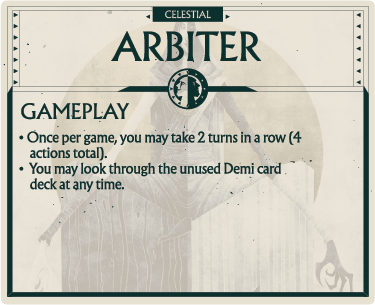 CELESTIAL
ARBITER
GAMEPLAY
• Once per game, you may take 2 turns in a row (4
actions total).
• You may look through the unused Demi card
deck at any time.